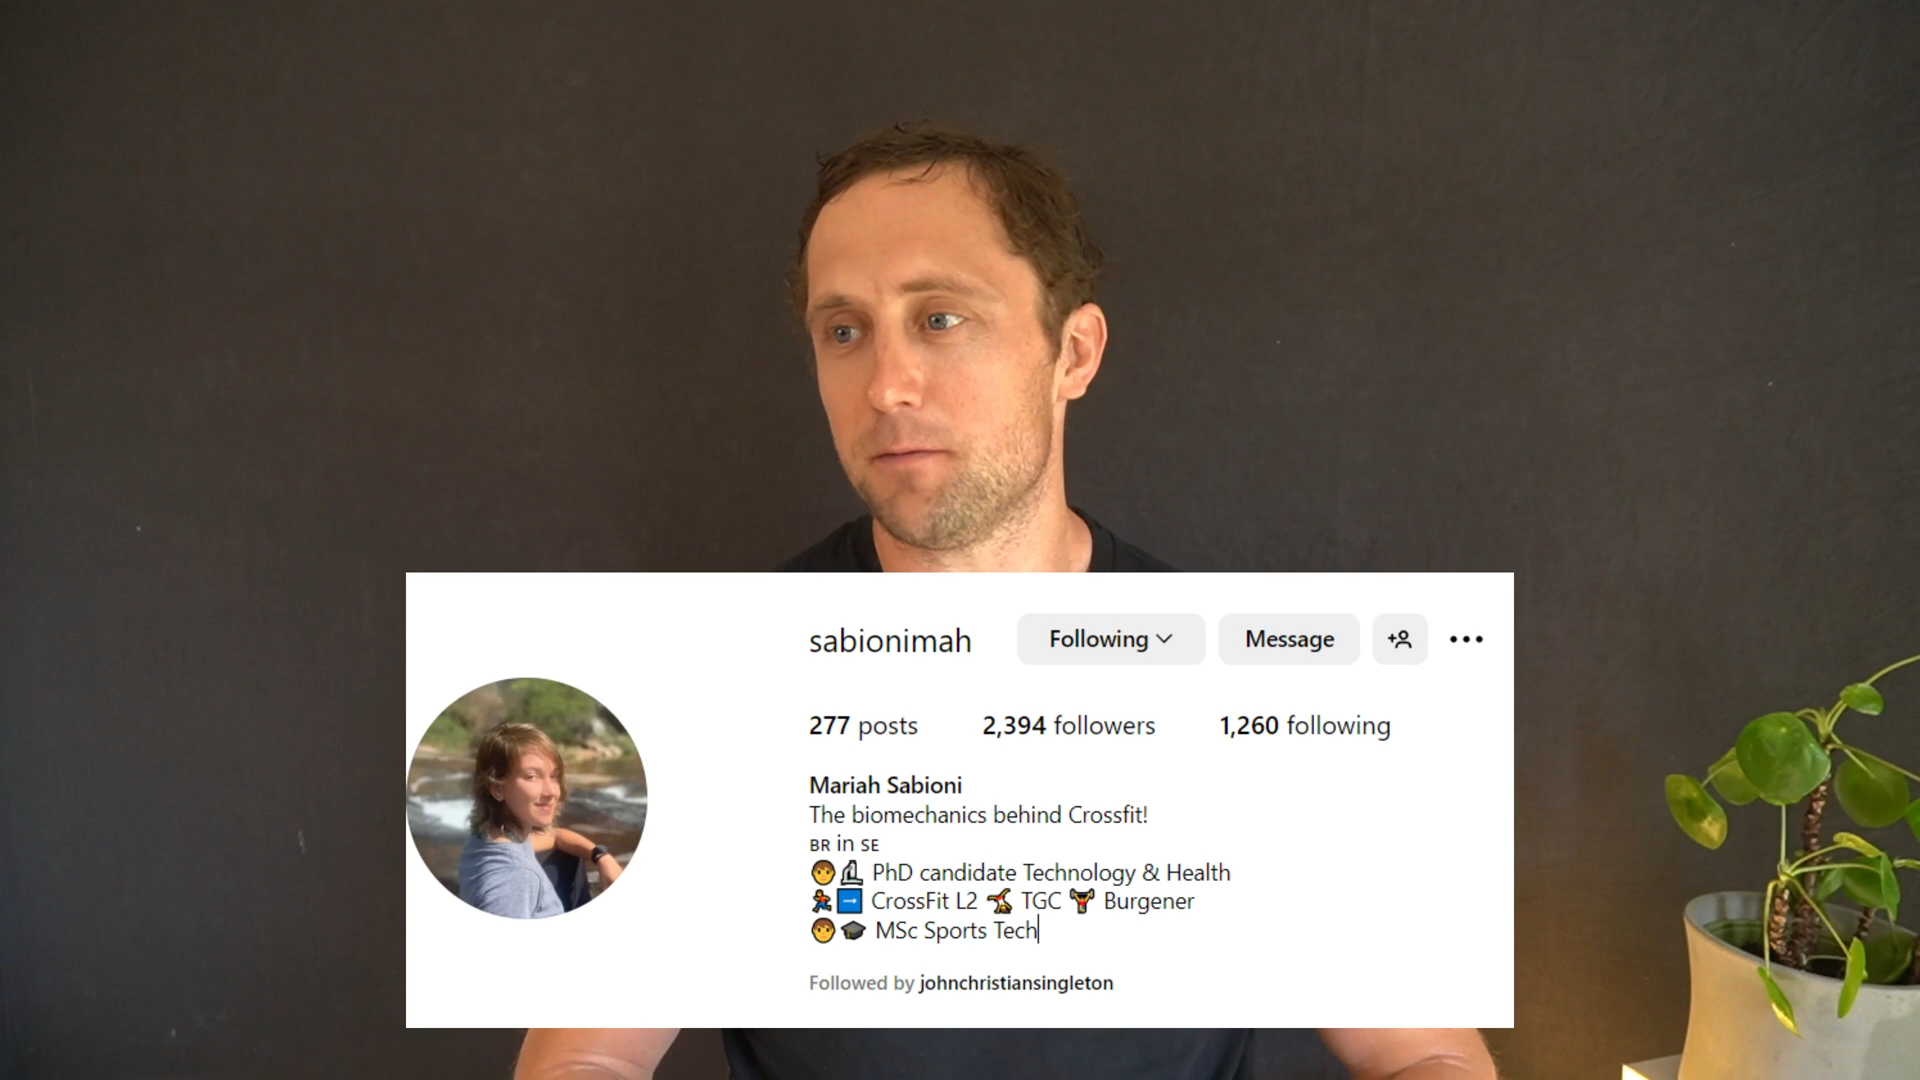 sabionimah Following Message
277 posts 2,394 followers 1,260 following
Mariah Sabioni
The biomechanics behind Crossfit!
BR in SE
👨🔬 PhD candidate Technology & Health
🏃➡️ CrossFit L2 🤸 TGC 🏋️ Burgener
👨🎓 MSc Sports Tech
Followed by johnchristiansingleton